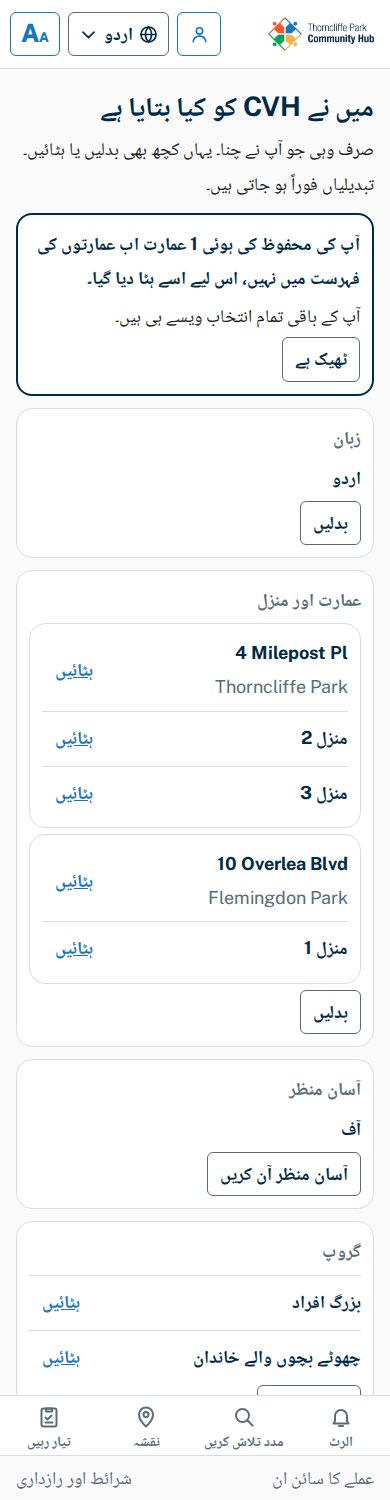 Thorncliffe Park
Community Hub
اردو
AA
میں نے CVH کو کیا بتایا ہے
صرف وہی جو آپ نے چنا۔ یہاں کچھ بھی بدلیں یا ہٹائیں۔
تبدیلیاں فوراً ہو جاتی ہیں۔
آپ کی محفوظ کی ہوئی 1 عمارت اب عمارتوں کی
فہرست میں نہیں، اس لیے اسے ہٹا دیا گیا۔
آپ کے باقی تمام انتخاب ویسے ہی ہیں۔
ٹھیک ہے
زبان
اردو
بدلیں
عمارت اور منزل
4 Milepost Pl
Thorncliffe Park
ہٹائیں
منزل 2
ہٹائیں
منزل 3
ہٹائیں
10 Overlea Blvd
Flemingdon Park
ہٹائیں
منزل 1
ہٹائیں
بدلیں
آسان منظر
آف
آسان منظر آن کریں
گروپ
بزرگ افراد
ہٹائیں
چھوٹے بچوں والے خاندان
ہٹائیں
الرٹ
مدد تلاش کریں
نقشہ
تیار رہیں
عملے کا سائن ان
شرائط اور رازداری